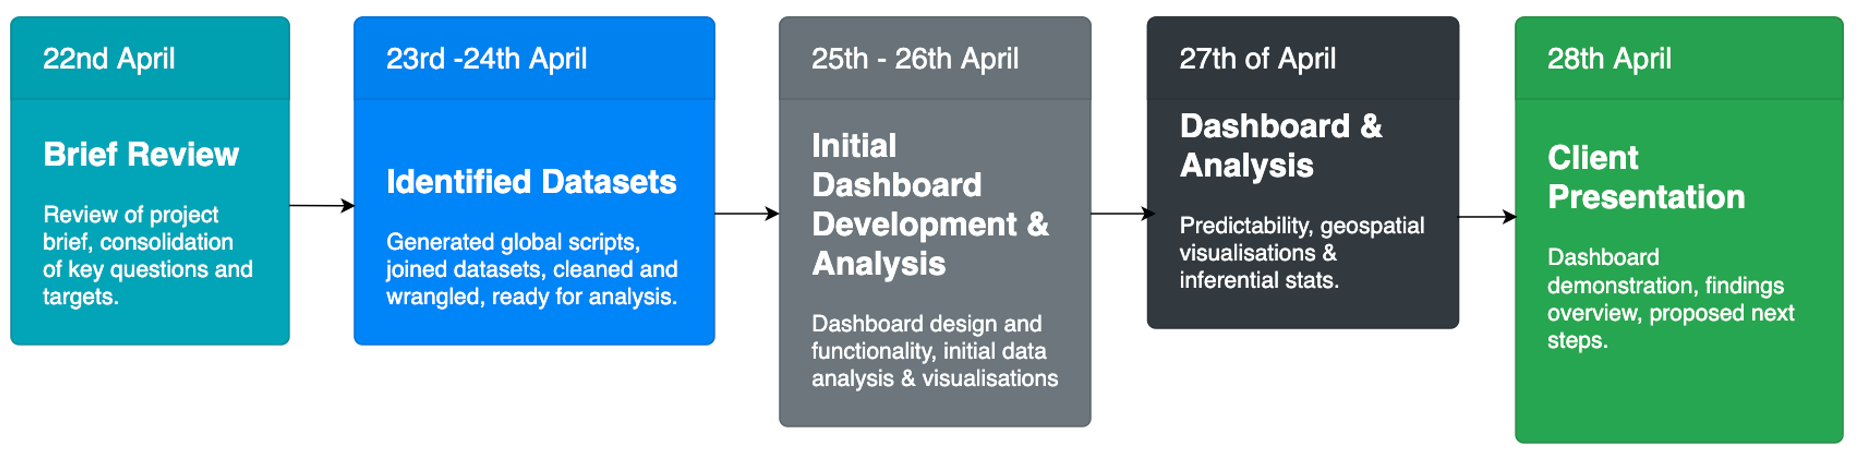 22nd April
Brief Review
Review of project
brief, consolidation
of key questions and
targets.
23rd -24th April
Identified Datasets
Generated global scripts,
joined datasets, cleaned and
wrangled, ready for analysis.
25th - 26th April
Initial
Dashboard
Development &
Analysis
Dashboard design and
functionality, initial data
analysis & visualisations
27th of April
Dashboard &
Analysis
Predictability, geospatial
visualisations &
inferential stats.
28th April
Client
Presentation
Dashboard
demonstration, findings
overview, proposed next
steps.